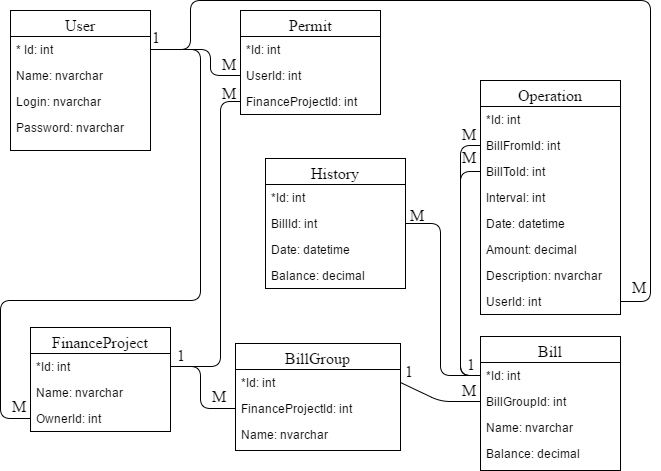 User
* Id: int
Name: nvarchar
Login: nvarchar
Password: nvarchar
1
Permit
*Id: int
UserId: int
FinanceProjectId: int
M
M
Operation
*Id: int
BillFromId: int
BillToId: int
Interval: int
Date: datetime
Amount: decimal
Description: nvarchar
UserId: int
M
M
M
History
*Id: int
BillId: int
Date: datetime
Balance: decimal
M
FinanceProject
*Id: int
Name: nvarchar
OwnerId: int
M
1
BillGroup
*Id: int
FinanceProjectId: int
Name: nvarchar
M
1
Bill
*Id: int
BillGroupId: int
Name: nvarchar
Balance: decimal
1
M